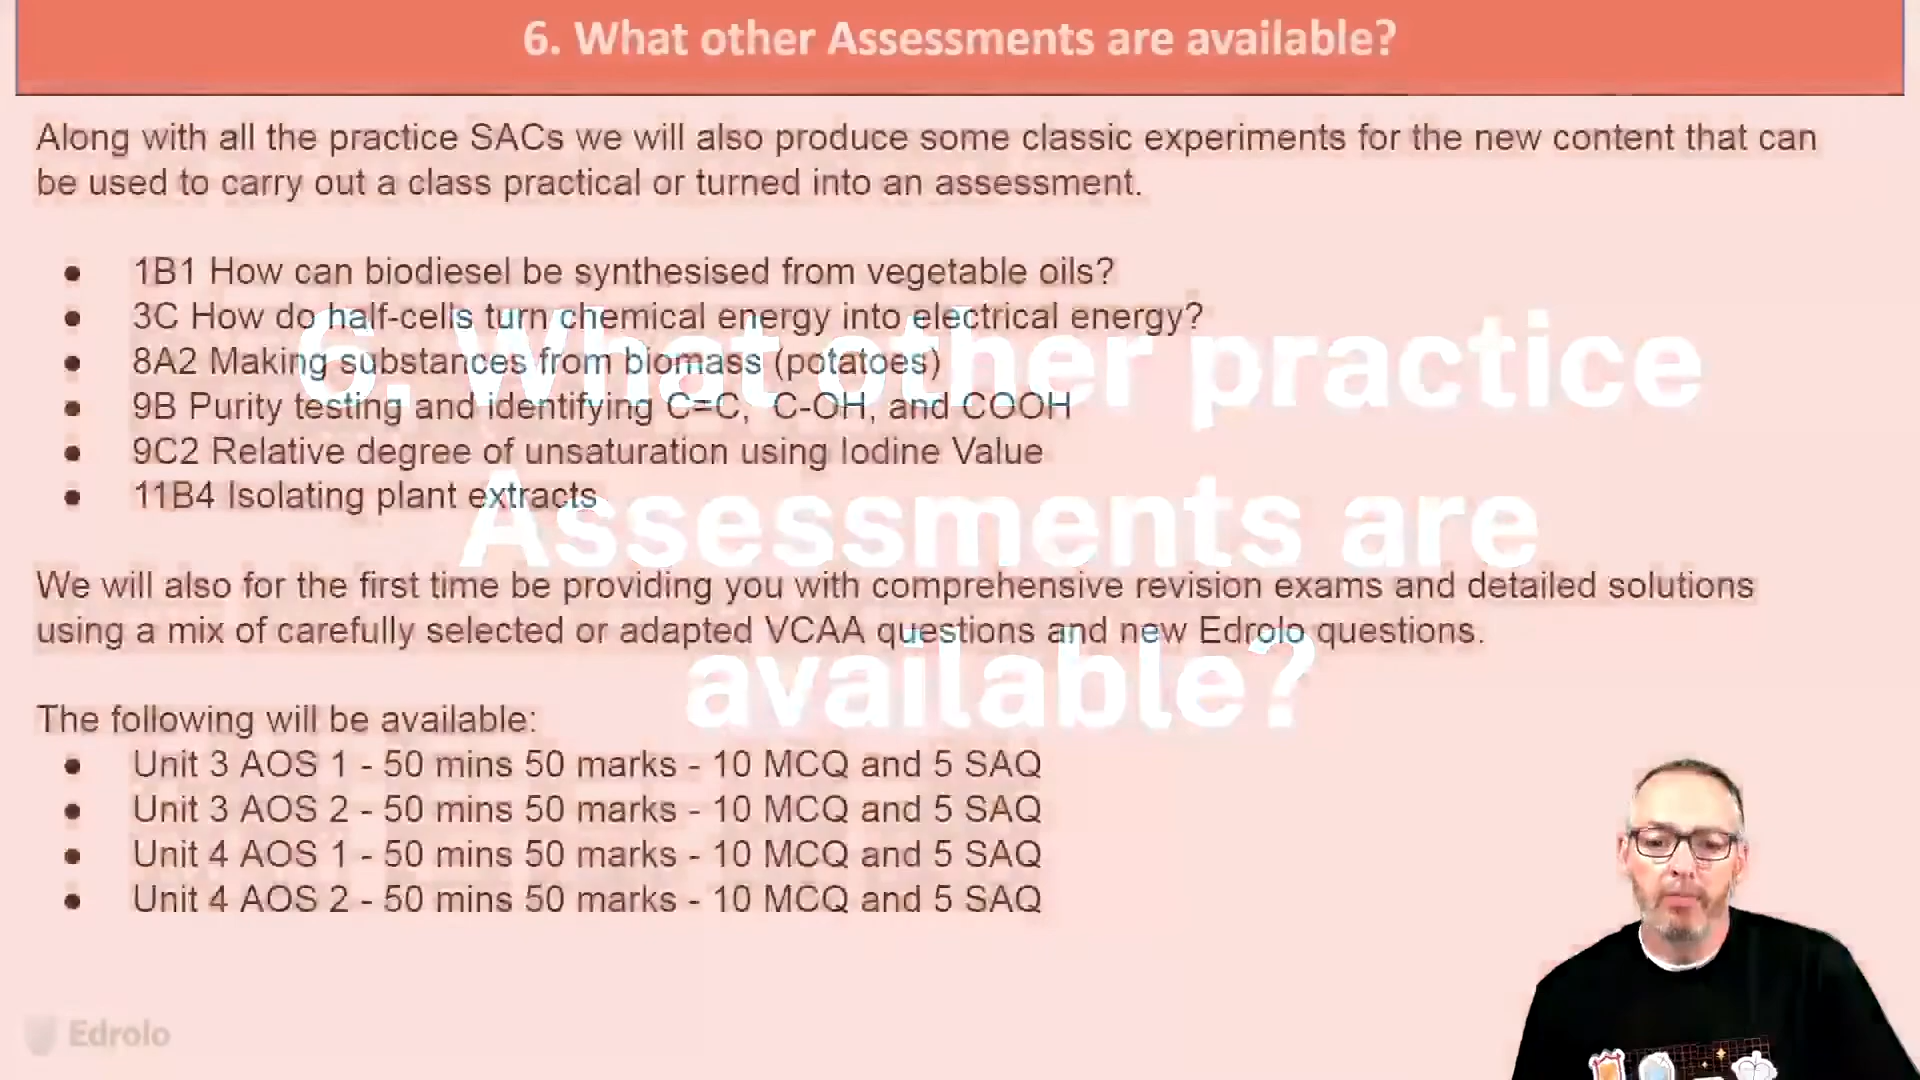 6. What other Assessments are available?
Along with all the practice SACs we will also produce some classic experiments for the new content that can
be used to carry out a class practical or turned into an assessment.
1B1 How can biodiesel be synthesised from vegetable oils?
3C How do half-cells turn chemical energy into electrical energy?
8A2 Making substances from biomass (potatoes)
9B Purity testing and identifying C=C, C-OH, and COOH
9C2 Relative degree of unsaturation using Iodine Value
11B4 Isolating plant extracts
6. What other practice
Assessments are
available?
We will also for the first time be providing you with comprehensive revision exams and detailed solutions
using a mix of carefully selected or adapted VCAA questions and new Edrolo questions.
The following will be available:
Unit 3 AOS 1 - 50 mins 50 marks - 10 MCQ and 5 SAQ
Unit 3 AOS 2 - 50 mins 50 marks - 10 MCQ and 5 SAQ
Unit 4 AOS 1 - 50 mins 50 marks - 10 MCQ and 5 SAQ
Unit 4 AOS 2 - 50 mins 50 marks - 10 MCQ and 5 SAQ
Edrolo